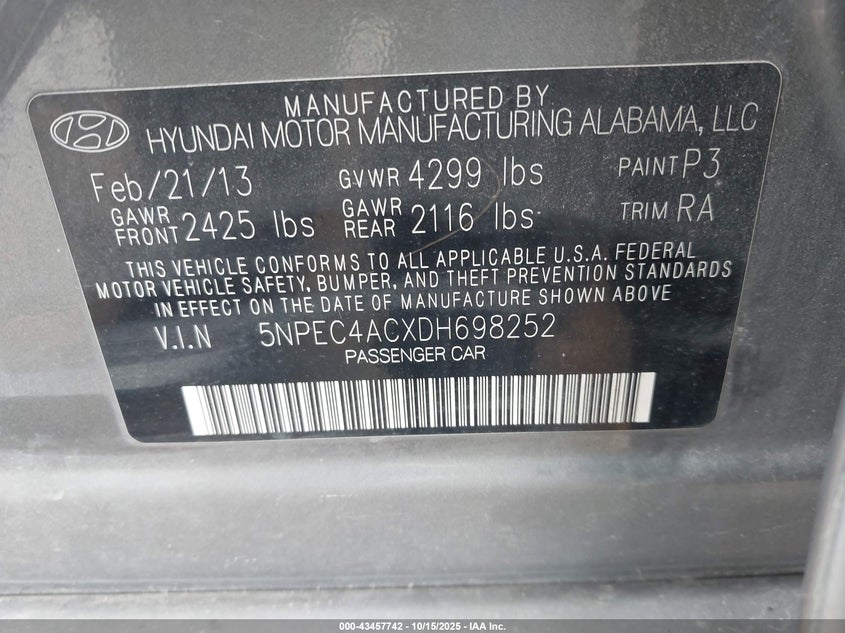 MANUFACTURED BY
HYUNDAI MOTOR MANUFACTURING ALABAMA, LLC
Feb/21/13 GVWR 4299 lbs PAINT P3
GAWR FRONT 2425 lbs GAWR REAR 2116 lbs TRIM RA
THIS VEHICLE CONFORMS TO ALL APPLICABLE U.S.A. FEDERAL
MOTOR VEHICLE SAFETY, BUMPER, AND THEFT PREVENTION STANDARDS
IN EFFECT ON THE DATE OF MANUFACTURE SHOWN ABOVE
V.I.N 5NPEC4ACXDH698252
PASSENGER CAR
000-43457742 - 10/15/2025 - IAA Inc.